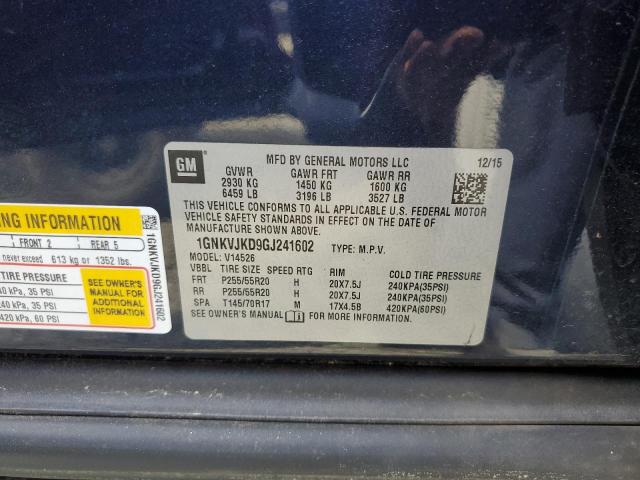 GM
MFD BY GENERAL MOTORS LLC 12/15
GVWR GAWR FRT GAWR RR
2930 KG 1450 KG 1600 KG
6459 LB 3196 LB 3527 LB
THIS VEHICLE CONFORMS TO ALL APPLICABLE U.S. FEDERAL MOTOR
VEHICLE SAFETY STANDARDS IN EFFECT ON THE DATE OF
MANUFACTURE SHOWN ABOVE.
1GNKVJKD9GJ241602 TYPE: M.P.V.
MODEL: V14526
VBBL TIRE SIZE SPEED RTG RIM COLD TIRE PRESSURE
FRT P255/55R20 H 20X7.5J 240KPA(35PSI)
RR P255/55R20 H 20X7.5J 240KPA(35PSI)
SPA T145/70R17 M 17X4.5B 420KPA(60PSI)
SEE OWNER'S MANUAL FOR MORE INFORMATION
NG INFORMATION
FRONT 2 REAR 5
never exceed 613 kg or 1352 lbs.
TIRE PRESSURE
40 kPA, 35 PSI
240 kPA, 35 PSI
420 kPA, 60 PSI
SEE OWNER'S
MANUAL FOR
ADDITIONAL
INFORMATION
1GNKVJKD9GJ241602